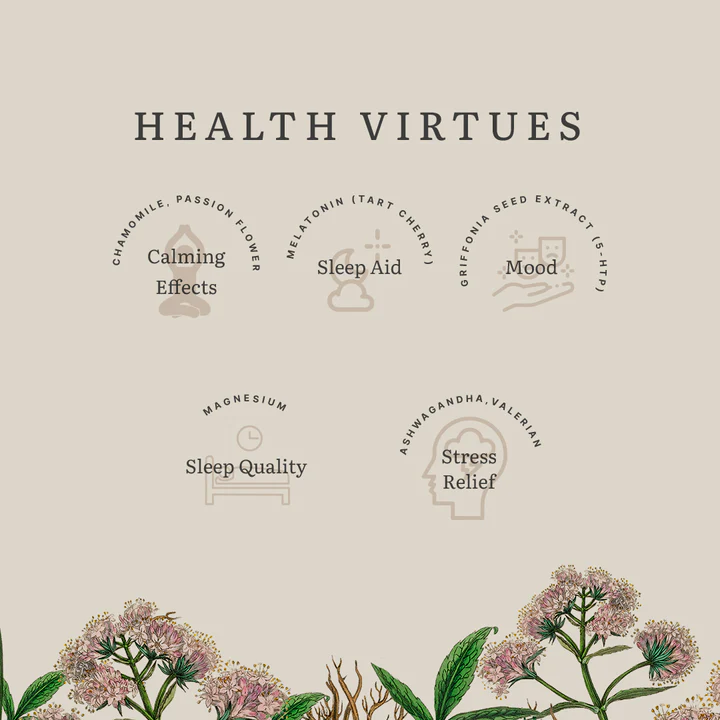 HEALTH VIRTUES
CHAMOMILE, PASSION FLOWER
Calming
Effects
MELATONIN (TART CHERRY)
Sleep Aid
GRIFFONIA SEED EXTRACT (5-HTP)
Mood
MAGNESIUM
Sleep Quality
ASHWAGANDHA,VALERIAN
Stress
Relief